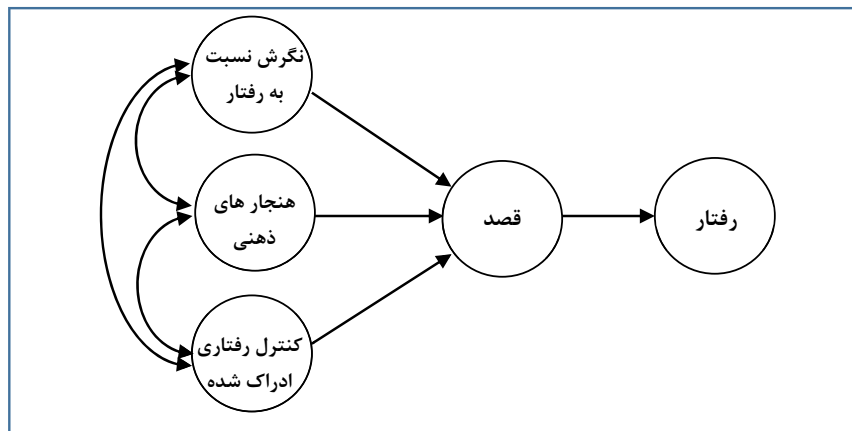 نگرش نسبت
به رفتار
هنجار های
ذهنی
کنترل رفتاری
ادراک شده
قصد
رفتار